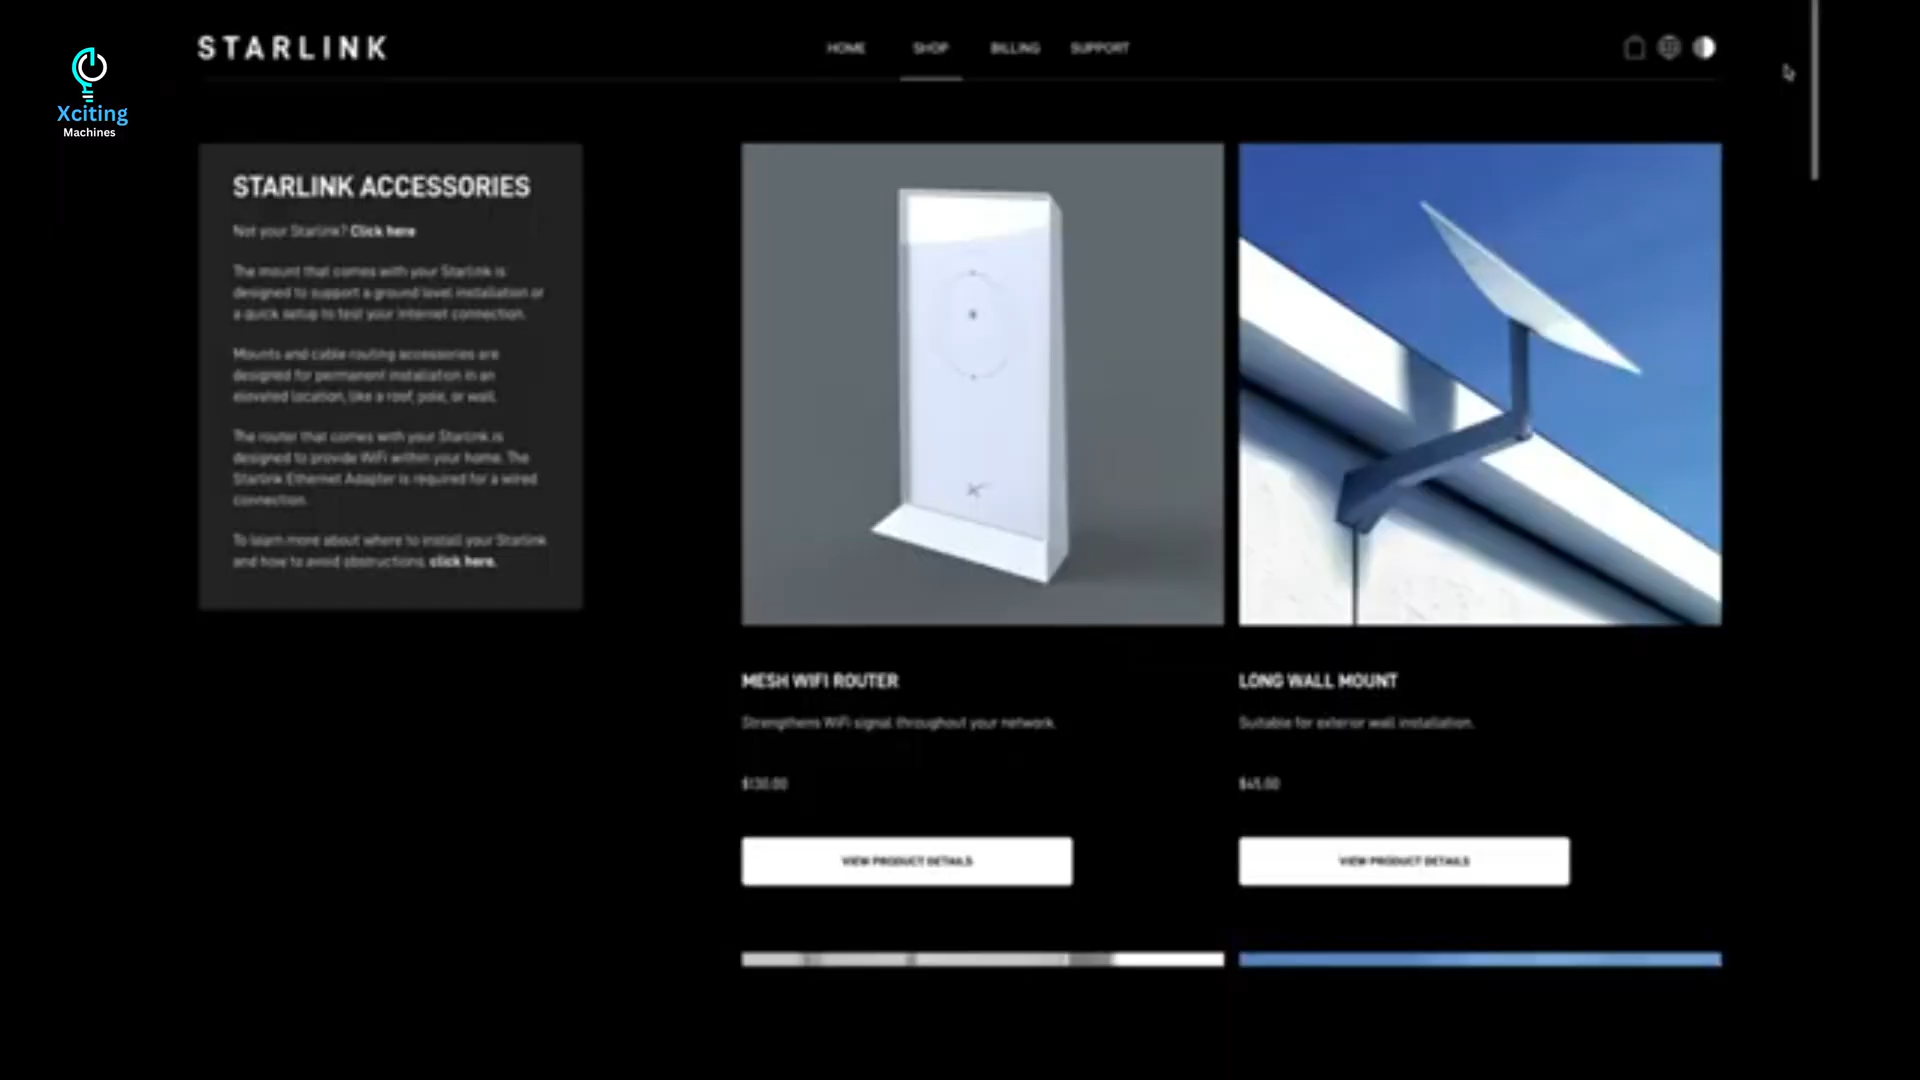 STARLINK
HOME
SHOP
BILLING
SUPPORT
Xciting
Machines
STARLINK ACCESSORIES
Not your Starlink? Click here
The mount that comes with your Starlink is
designed to support a ground level installation or
a quick setup to test your internet connection.
Mounts and cable routing accessories are
designed for permanent installation in an
elevated location, like a roof, pole, or wall.
The router that comes with your Starlink is
designed to provide WiFi within your home. The
Starlink Ethernet Adapter is required for a wired
connection.
To learn more about where to install your Starlink
and how to avoid obstructions, click here.
MESH WIFI ROUTER
Strengthens WiFi signal throughout your network.
$130.00
VIEW PRODUCT DETAILS
LONG WALL MOUNT
Suitable for exterior wall installation.
$45.00
VIEW PRODUCT DETAILS